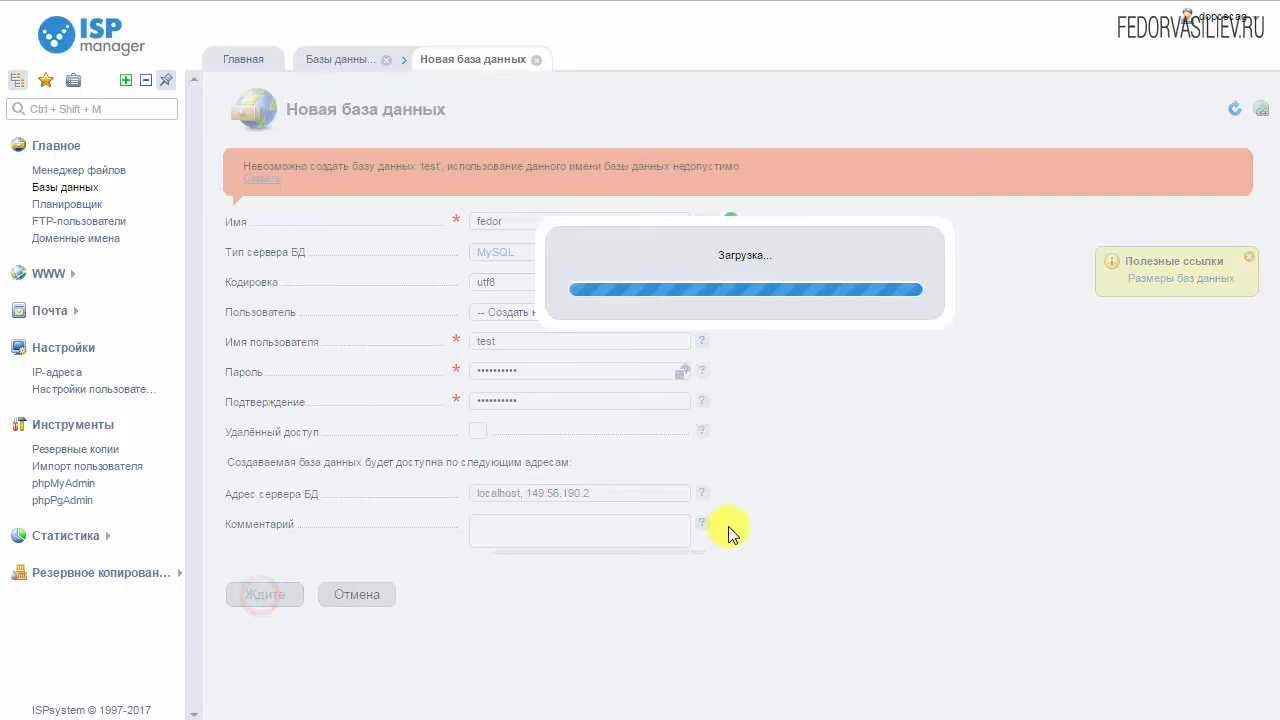 ISP
manager
FEDORVASILIEV.RU
Главная
Базы данны...
Новая база данных
Ctrl + Shift + M
Новая база данных
Главное
Менеджер файлов
Базы данных
Планировщик
FTP-пользователи
Доменные имена
WWW
Почта
Настройки
IP-адреса
Настройки пользовате...
Инструменты
Резервные копии
Импорт пользователя
phpMyAdmin
phpPgAdmin
Статистика
Резервное копирован...
ISPsystem © 1997-2017
Невозможно создать базу данных 'test', использование данного имени базы данных недопустимо
Имя * fedor
Тип сервера БД MySQL
Кодировка utf8
Пользователь -- Создать н
Имя пользователя * test ?
Пароль * •••••••••• ?
Подтверждение * •••••••••• ?
Удалённый доступ ?
Создаваемая база данных будет доступна по следующим адресам:
Адрес сервера БД localhost, 149.56.190.2 ?
Комментарий ?
Ждите
Отмена
Загрузка...
Полезные ссылки
Размеры баз данных